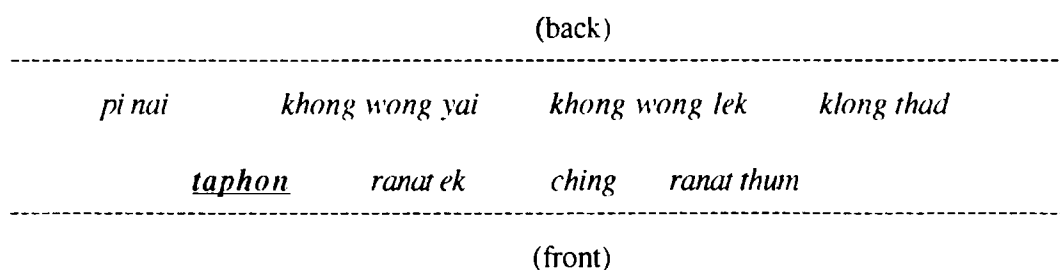 (back)
pi nai khong wong yai khong wong lek klong thad
taphon ranat ek ching ranat thum
(front)